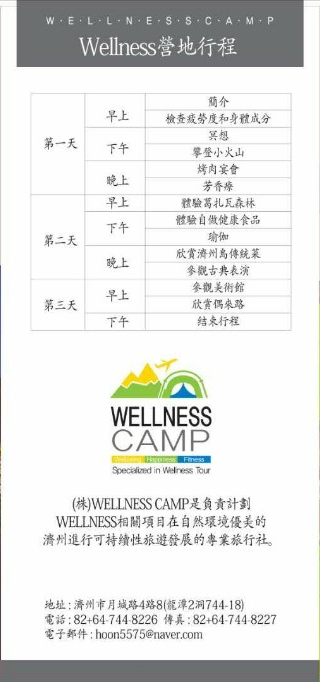 W·E·L·L·N·E·S·S·C·A·M·P
Wellness營地行程
第一天
早上
簡介
檢查疲勞度和身體成分
下午
冥想
攀登小火山
晚上
烤肉宴會
芳香療
第二天
早上
體驗葛扎瓦森林
下午
體驗自做健康食品
瑜伽
晚上
欣賞濟州島傳統菜
參觀古典表演
第三天
早上
參觀美術館
欣賞偶來路
下午
結束行程
WELLNESS
CAMP
Wellbeing Happiness Fitness
Specialized in Wellness Tour
(株)WELLNESS CAMP是負責計劃
WELLNESS相關項目在自然環境優美的
濟州進行可持續性旅遊發展的專業旅行社。
地址:濟州市月城路4路8(龍潭2洞744-18)
電話:82+64-744-8226 傳真:82+64-744-8227
電子郵件:hoon5575@naver.com